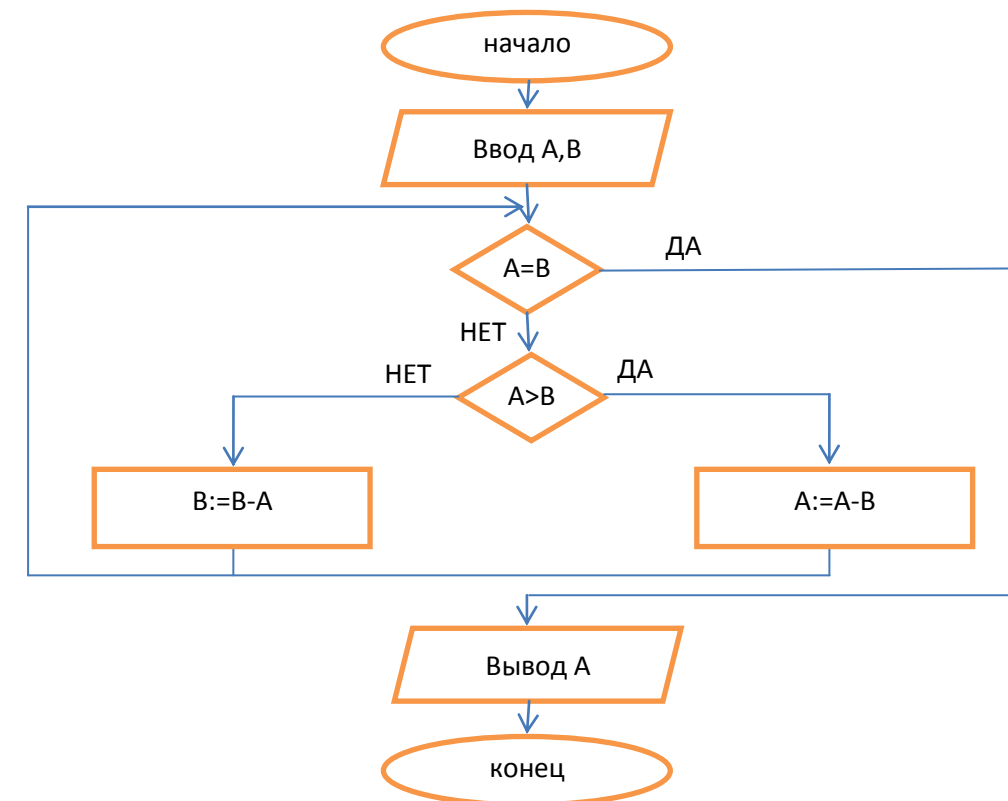 начало
Ввод А,В
А=В
ДА
НЕТ
А>В
НЕТ
ДА
В:=В-А
А:=А-В
Вывод А
конец